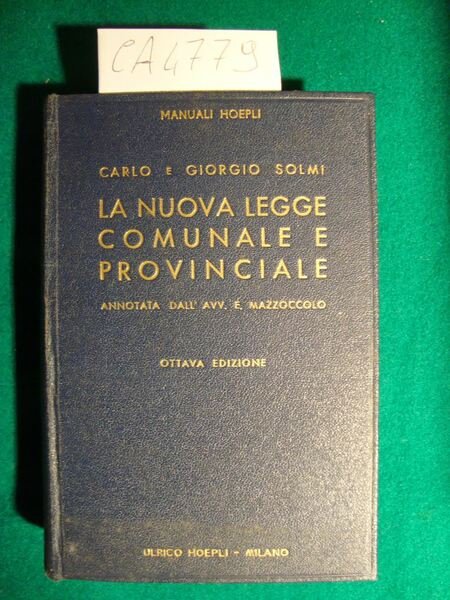 CA4779
MANUALI HOEPLI
CARLO E GIORGIO SOLMI
LA NUOVA LEGGE
COMUNALE E
PROVINCIALE
ANNOTATA DALL' AVV. E. MAZZOCCOLO
OTTAVA EDIZIONE
ULRICO HOEPLI - MILANO